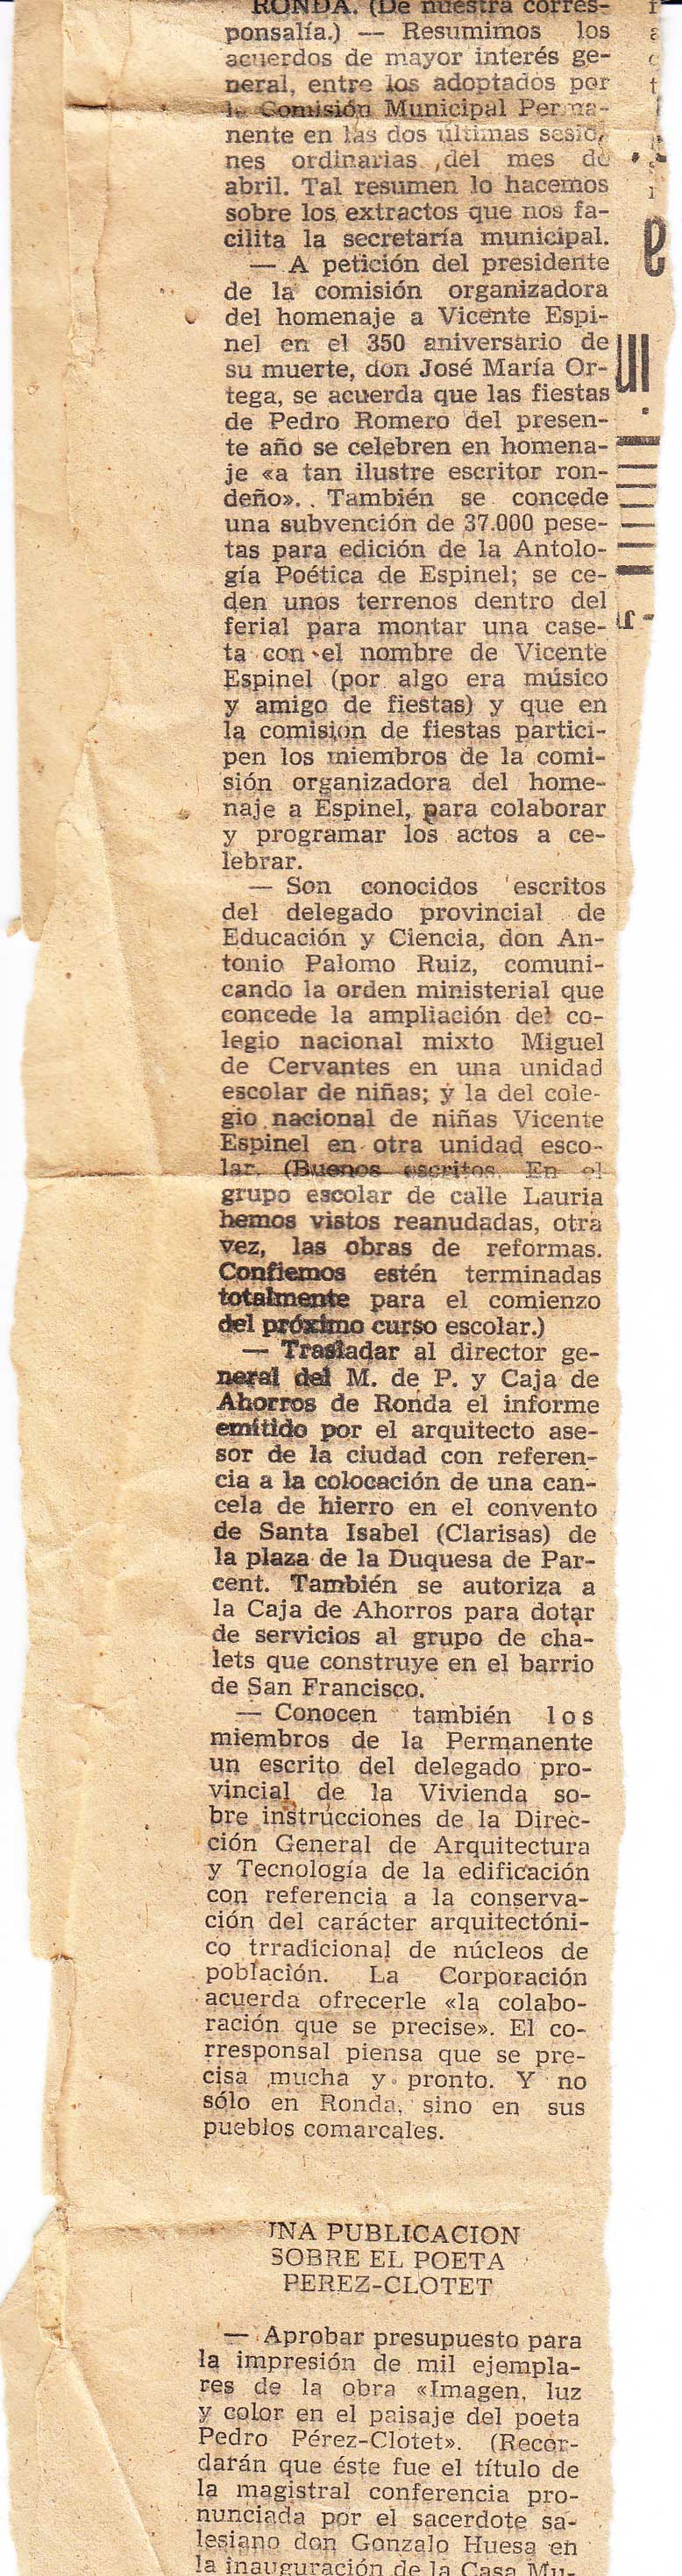 RONDA. (De nuestra corres-
ponsalía.) — Resumimos los
acuerdos de mayor interés ge-
neral, entre los adoptados por
la Comisión Municipal Perma-
nente en las dos últimas sesio-
nes ordinarias del mes de
abril. Tal resumen lo hacemos
sobre los extractos que nos fa-
cilita la secretaría municipal.
— A petición del presidente
de la comisión organizadora
del homenaje a Vicente Espi-
nel en el 350 aniversario de
su muerte, don José María Or-
tega, se acuerda que las fiestas
de Pedro Romero del presen-
te año se celebren en homena-
je «a tan ilustre escritor ron-
deño».. También se concede
una subvención de 37.000 pese-
tas para edición de la Antolo-
gía Poética de Espinel; se ce-
den unos terrenos dentro del
ferial para montar una case-
ta con el nombre de Vicente
Espinel (por algo era músico
y amigo de fiestas) y que en
la comisión de fiestas partici-
pen los miembros de la comi-
sión organizadora del home-
naje a Espinel, para colaborar
y programar los actos a ce-
lebrar.
— Son conocidos escritos
del delegado provincial de
Educación y Ciencia, don An-
tonio Palomo Ruiz, comuni-
cando la orden ministerial que
concede la ampliación del co-
legio nacional mixto Miguel
de Cervantes en una unidad
escolar de niñas; y la del cole-
gio nacional de niñas Vicente
Espinel en otra unidad esco-
lar. (Buenos escritos. En el
grupo escolar de calle Lauria
hemos vistos reanudadas, otra
vez, las obras de reformas.
Confiemos estén terminadas
totalmente para el comienzo
del próximo curso escolar.)
— Trasladar al director ge-
neral del M. de P. y Caja de
Ahorros de Ronda el informe
emitido por el arquitecto ase-
sor de la ciudad con referen-
cia a la colocación de una can-
cela de hierro en el convento
de Santa Isabel (Clarisas) de
la plaza de la Duquesa de Par-
cent. También se autoriza a
la Caja de Ahorros para dotar
de servicios al grupo de cha-
lets que construye en el barrio
de San Francisco.
— Conocen también los
miembros de la Permanente
un escrito del delegado pro-
vincial de la Vivienda so-
bre instrucciones de la Direc-
ción General de Arquitectura
y Tecnología de la edificación
con referencia a la conserva-
ción del carácter arquitectóni-
co trradicional de núcleos de
población. La Corporación
acuerda ofrecerle «la colabo-
ración que se precise». El co-
rresponsal piensa que se pre-
cisa mucha y pronto. Y no
sólo en Ronda, sino en sus
pueblos comarcales.
UNA PUBLICACION
SOBRE EL POETA
PEREZ-CLOTET
— Aprobar presupuesto para
la impresión de mil ejempla-
res de la obra «Imagen, luz
y color en el paisaje del poeta
Pedro Pérez-Clotet». (Recor-
darán que éste fue el título de
la magistral conferencia pro-
nunciada por el sacerdote sa-
lesiano don Gonzalo Huesa en
la inauguración de la Casa Mu-